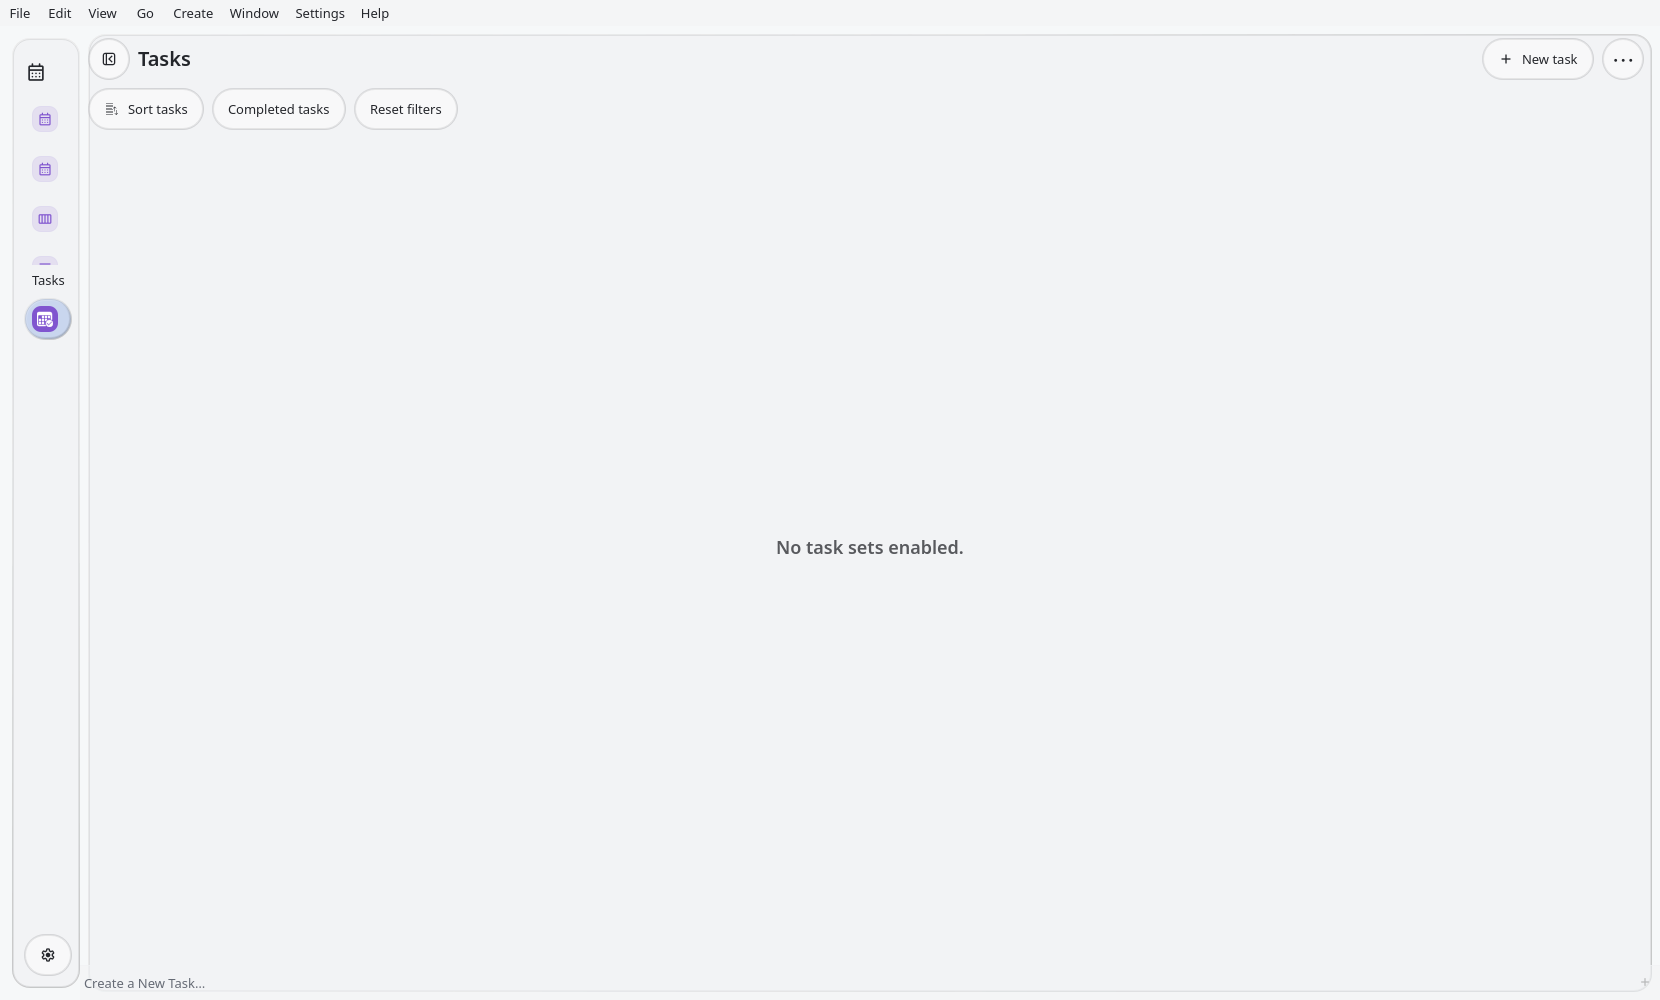 File Edit View Go Create Window Settings Help
Tasks
New task
Sort tasks
Completed tasks
Reset filters
Tasks
No task sets enabled.
Create a New Task...